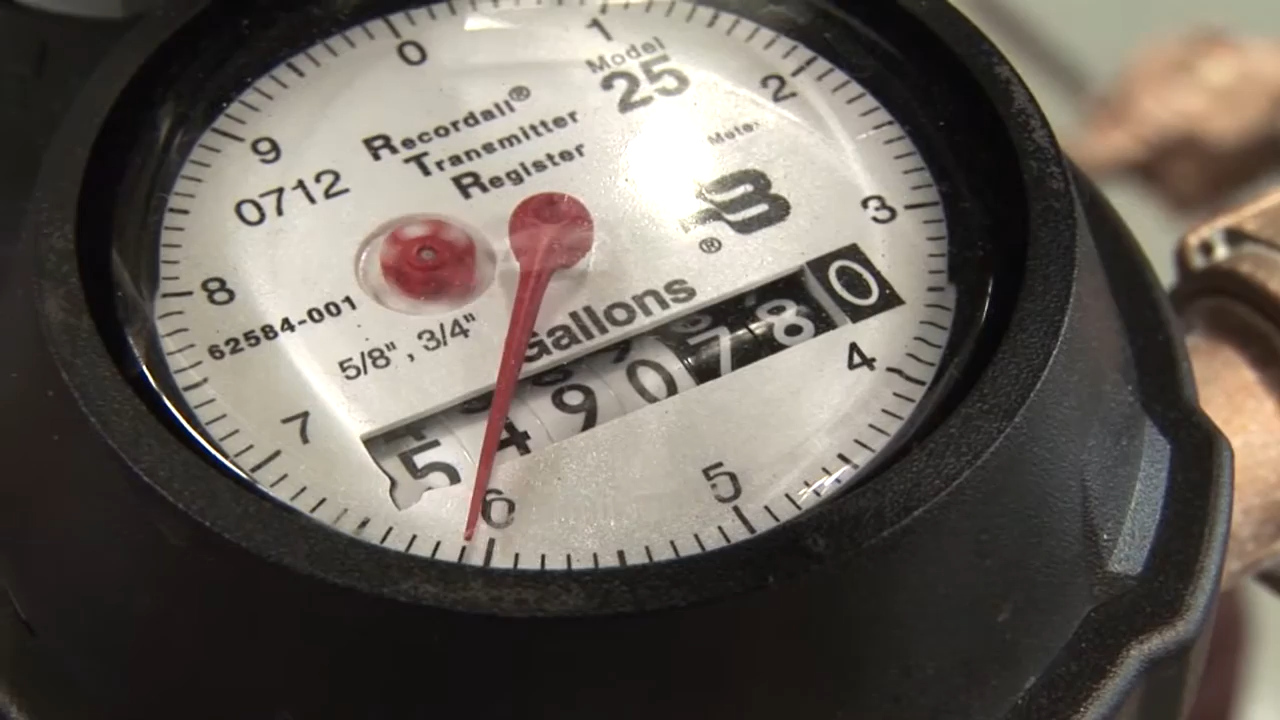 0
1
2
3
4
5
6
7
8
9
Model
25
Recordall®
Transmitter
Register
Meter
0712
®
62584-001
5/8", 3/4"
Gallons
5490780